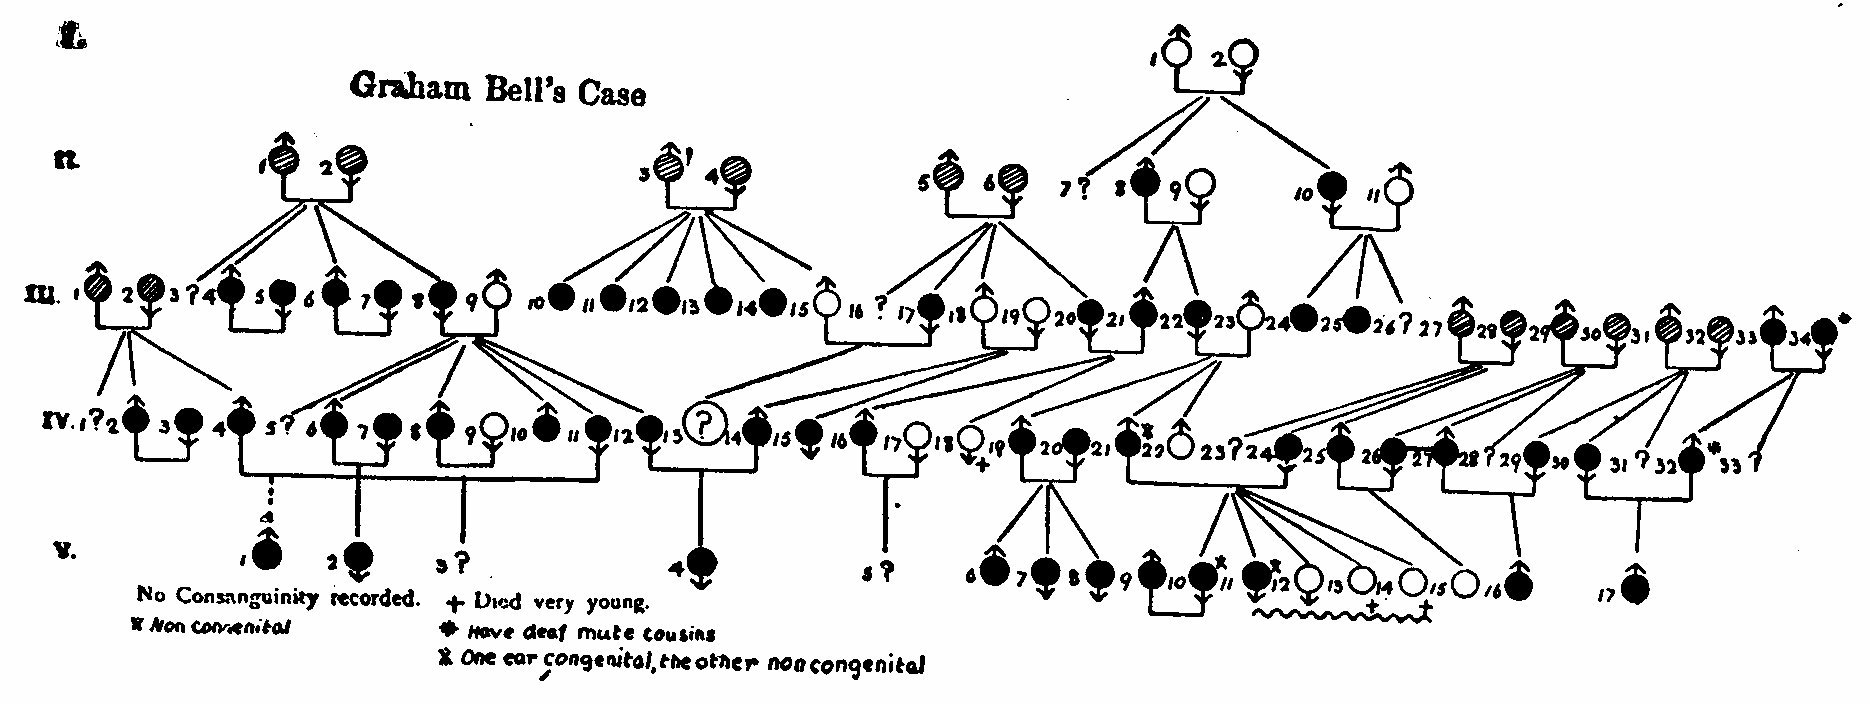 I.
1 2
Graham Bell's Case
II.
1 2 3 ' 4 5 6 7 ? 8 9 10 11
III. 1 2 3 ? 4 5 6 7 8 9 10 11 12 13 14 15 16 ? 17 18 19 20 21 22 23 24 25 26 ? 27 28 29 30 31 32 33 34 *
IV. 1 ? 2 3 4 5 ? 6 7 8 9 10 11 12 13 ? 14 15 16 17 18 + 19 20 21 x 22 23 ? 24 25 26 27 28 ? 29 30 31 ? 32 * 33 ?
V. 1 2 3 ? 4 5 ? 6 7 8 9 10 x 11 x 12 13 + 14 + 15 16 17
No Consanguinity recorded. + Died very young.
x Non congenital * Have deaf mute cousins
x One ear congenital, the other non congenital